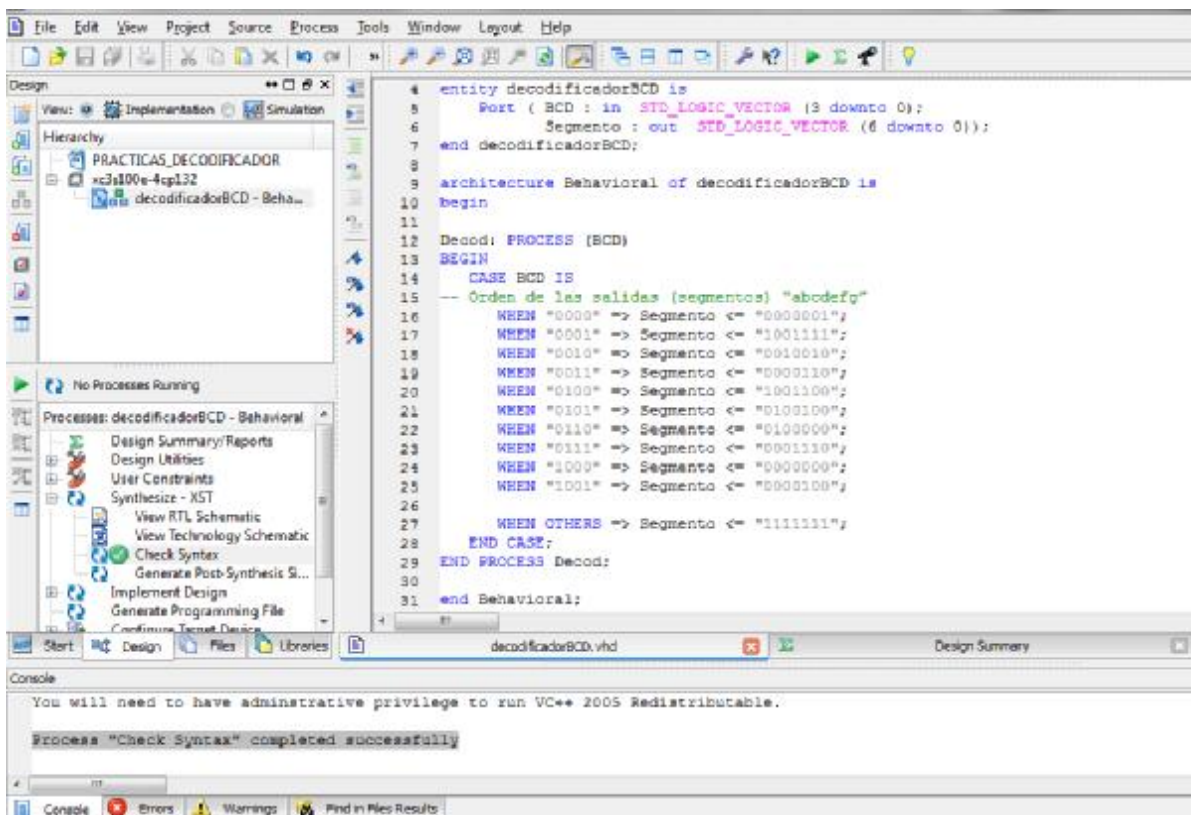 File Edit View Project Source Process Tools Window Layout Help
Design
View: Implementation Simulation
Hierarchy
PRACTICAS_DECODIFICADOR
xc3s100e-4cp132
decodificadorBCD - Beha...
No Processes Running
Processes: decodificadorBCD - Behavioral
Design Summary/Reports
Design Utilities
User Constraints
Synthesize - XST
View RTL Schematic
View Technology Schematic
Check Syntax
Generate Post-Synthesis Si...
Implement Design
Generate Programming File
Configure Target Device
Start Design Files Libraries
4 entity decodificadorBCD is
5 Port ( BCD : in STD_LOGIC_VECTOR (3 downto 0);
6 Segmento : out STD_LOGIC_VECTOR (6 downto 0));
7 end decodificadorBCD;
8
9 architecture Behavioral of decodificadorBCD is
10 begin
11
12 Decod: PROCESS (BCD)
13 BEGIN
14 CASE BCD IS
15 -- Orden de las salidas (segmentos) "abcdefg"
16 WHEN "0000" => Segmento <= "0000001";
17 WHEN "0001" => Segmento <= "1001111";
18 WHEN "0010" => Segmento <= "0010010";
19 WHEN "0011" => Segmento <= "0000110";
20 WHEN "0100" => Segmento <= "1001100";
21 WHEN "0101" => Segmento <= "0100100";
22 WHEN "0110" => Segmento <= "0100000";
23 WHEN "0111" => Segmento <= "0001110";
24 WHEN "1000" => Segmento <= "0000000";
25 WHEN "1001" => Segmento <= "0000100";
26
27 WHEN OTHERS => Segmento <= "1111111";
28 END CASE;
29 END PROCESS Decod;
30
31 end Behavioral;
decodificadorBCD.vhd Design Summary
Console
You will need to have adminstrative privilege to run VC++ 2005 Redistributable.
Process "Check Syntax" completed successfully
Console Errors Warnings Find in Files Results